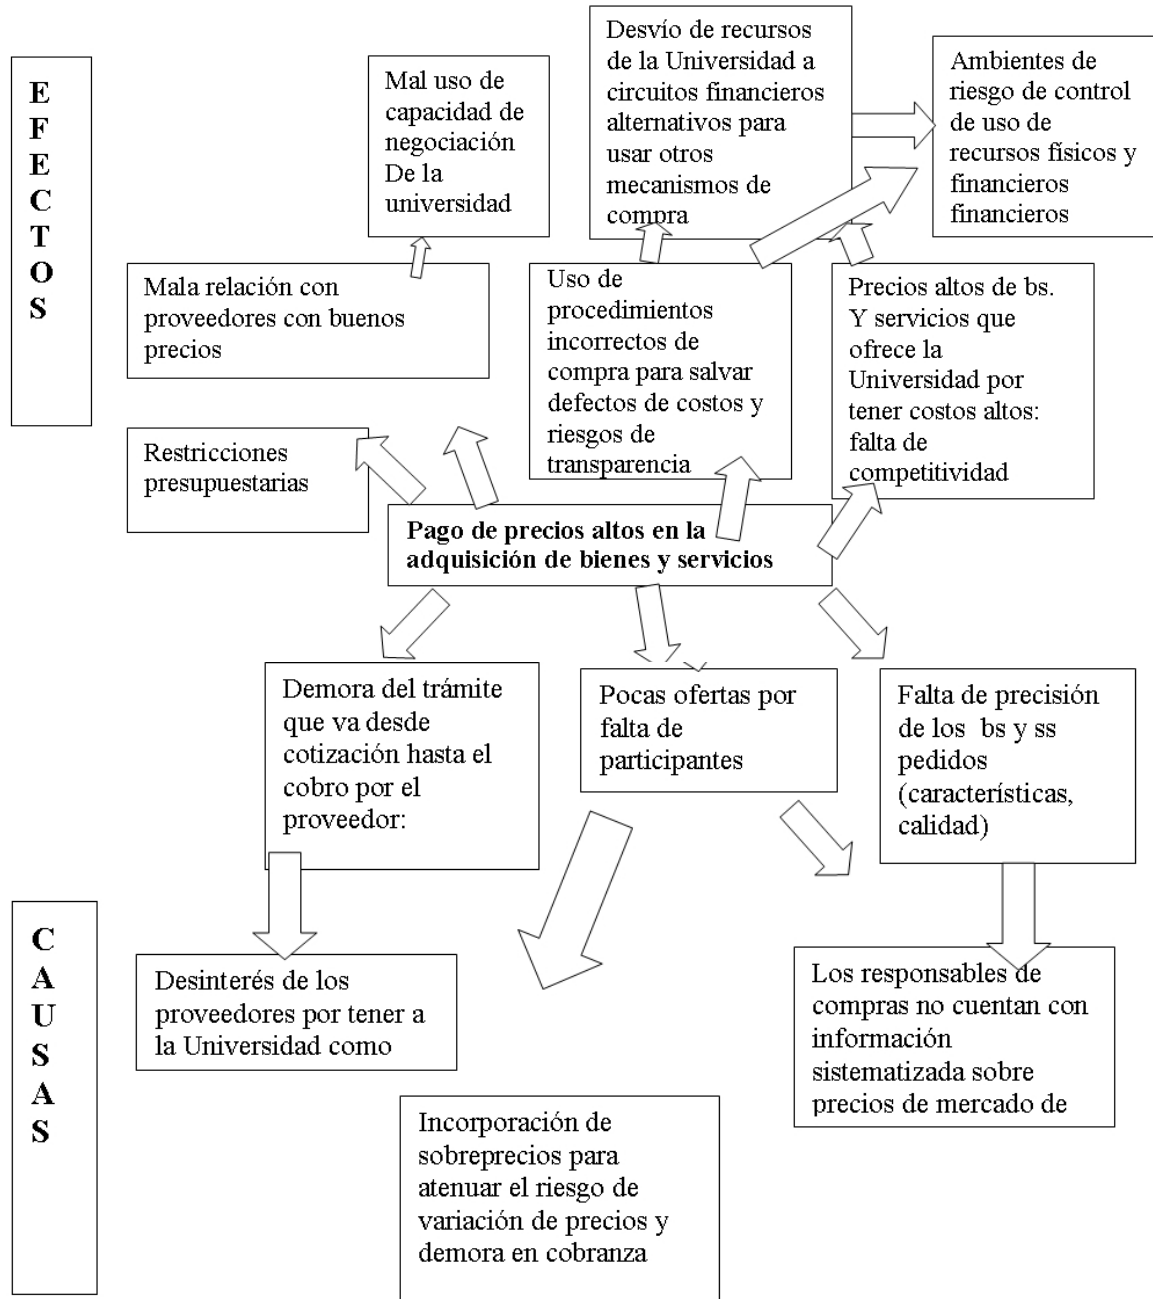 EFECTOS
Mal uso de
capacidad de
negociación
De la
universidad
Desvío de recursos
de la Universidad a
circuitos financieros
alternativos para
usar otros
mecanismos de
compra
Ambientes de
riesgo de control
de uso de
recursos físicos y
financieros
financieros
Mala relación con
proveedores con buenos
precios
Uso de
procedimientos
incorrectos de
compra para salvar
defectos de costos y
riesgos de
transparencia
Precios altos de bs.
Y servicios que
ofrece la
Universidad por
tener costos altos:
falta de
competitividad
Restricciones
presupuestarias
Pago de precios altos en la
adquisición de bienes y servicios
Demora del trámite
que va desde
cotización hasta el
cobro por el
proveedor:
Pocas ofertas por
falta de
participantes
Falta de precisión
de los bs y ss
pedidos
(características,
calidad)
CAUSAS
Desinterés de los
proveedores por tener a
la Universidad como
Los responsables de
compras no cuentan con
información
sistematizada sobre
precios de mercado de
Incorporación de
sobreprecios para
atenuar el riesgo de
variación de precios y
demora en cobranza